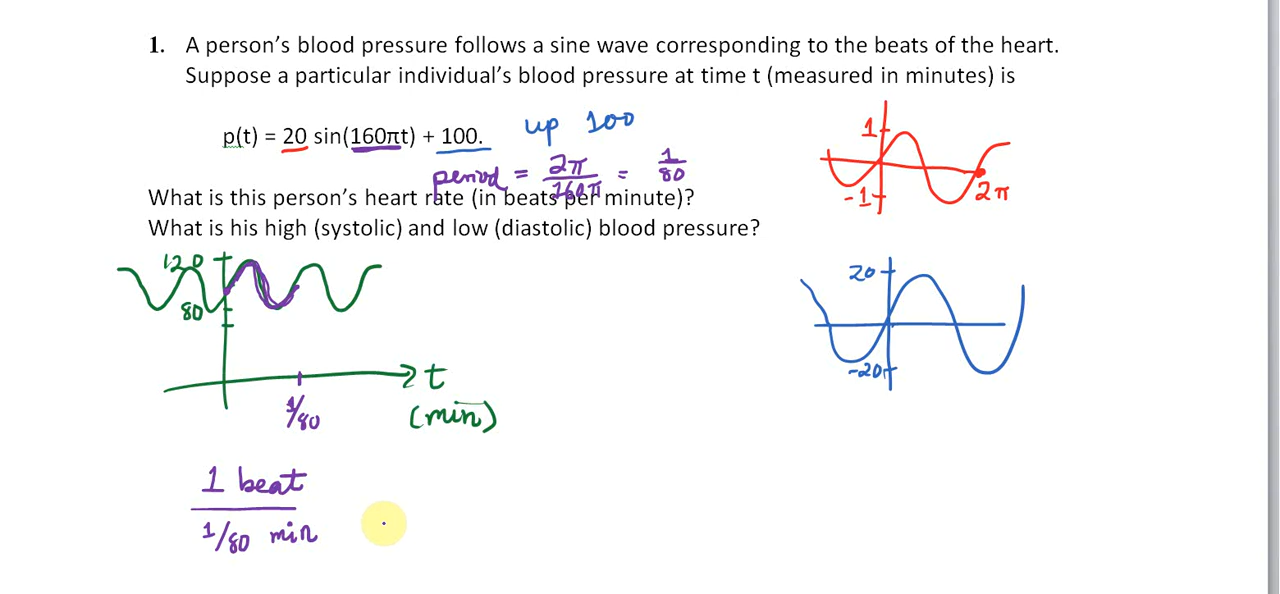 1. A person's blood pressure follows a sine wave corresponding to the beats of the heart.
Suppose a particular individual's blood pressure at time t (measured in minutes) is
p(t) = 20 sin(160πt) + 100.
up 100
period = 2π/160π = 1/80
What is this person's heart rate (in beats per minute)?
What is his high (systolic) and low (diastolic) blood pressure?
1
-1
2π
120
80
t
(min)
1/80
20
-20
1 beat
1/80 min